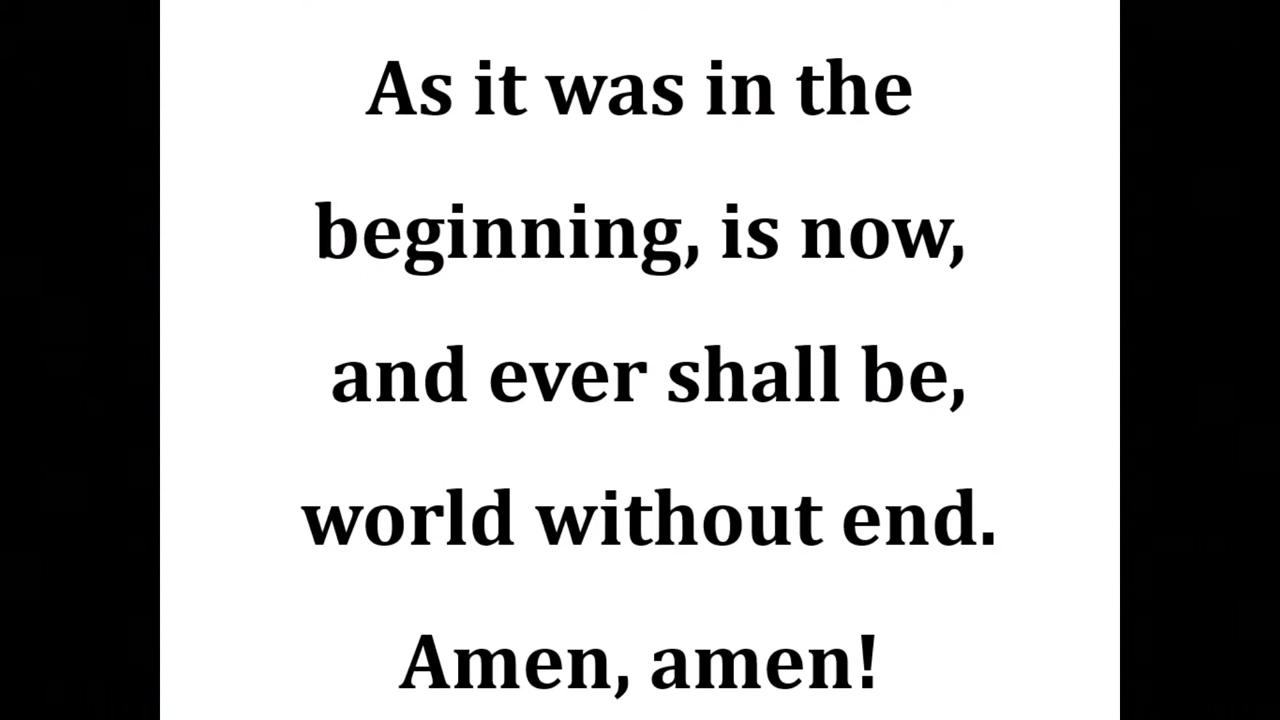 As it was in the
beginning, is now,
and ever shall be,
world without end.
Amen, amen!